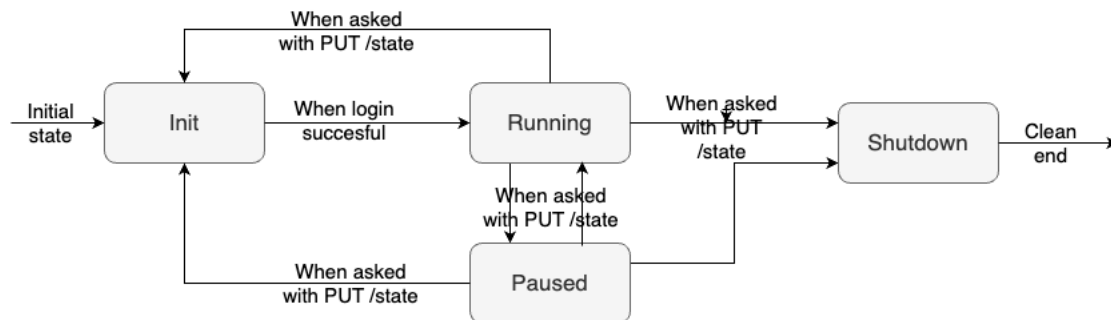 When asked
with PUT /state
Initial
state
Init
When login
succesful
Running
When asked
with PUT
/state
Shutdown
Clean
end
When asked
with PUT /state
When asked
with PUT /state
Paused